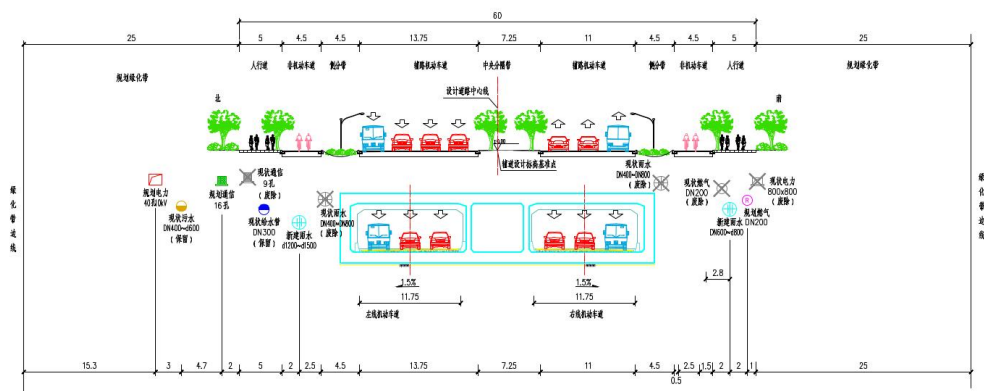 60
25 5 4.5 4.5 13.75 7.25 11 4.5 4.5 5 25
规划绿化带 人行道 非机动车道 侧分带 辅路机动车道 中央分隔带 辅路机动车道 侧分带 非机动车道 人行道 规划绿化带
设计道路中心线
北 南
辅道设计标高基准点
绿化带边线
规划电力
40孔10kV
现状污水
DN400~d600
(保留)
规划通信
16孔
现状通信
9孔
(废除)
现状给水管
DN300
(保留)
新建雨水
d1200~d1500
现状雨水
DN400~DN800
(废除)
现状雨水
DN400~DN800
(废除)
现状燃气
DN200
(废除)
新建雨水
DN600~d800
R
规划燃气
DN200
现状电力
800x800
(废除)
绿化带边线
2.8
1.5% 1.5%
11.75 11.75
左线机动车道 右线机动车道
15.3 3 4.7 2 5 2 2.5 4.5 13.75 7.25 11 4.5 0.5 2.5 1.5 2 2 1 25